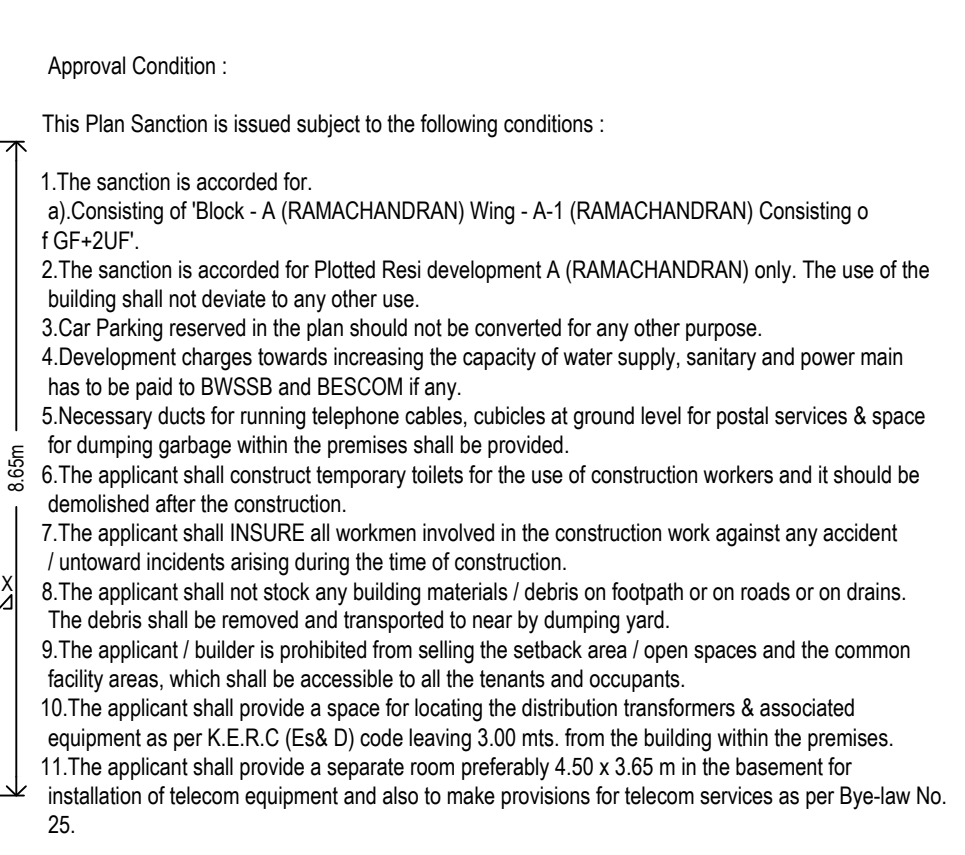 Approval Condition :
This Plan Sanction is issued subject to the following conditions :
1.The sanction is accorded for.
a).Consisting of 'Block - A (RAMACHANDRAN) Wing - A-1 (RAMACHANDRAN) Consisting o
f GF+2UF'.
2.The sanction is accorded for Plotted Resi development A (RAMACHANDRAN) only. The use of the
building shall not deviate to any other use.
3.Car Parking reserved in the plan should not be converted for any other purpose.
4.Development charges towards increasing the capacity of water supply, sanitary and power main
has to be paid to BWSSB and BESCOM if any.
5.Necessary ducts for running telephone cables, cubicles at ground level for postal services & space
for dumping garbage within the premises shall be provided.
6.The applicant shall construct temporary toilets for the use of construction workers and it should be
demolished after the construction.
7.The applicant shall INSURE all workmen involved in the construction work against any accident
/ untoward incidents arising during the time of construction.
8.The applicant shall not stock any building materials / debris on footpath or on roads or on drains.
The debris shall be removed and transported to near by dumping yard.
9.The applicant / builder is prohibited from selling the setback area / open spaces and the common
facility areas, which shall be accessible to all the tenants and occupants.
10.The applicant shall provide a space for locating the distribution transformers & associated
equipment as per K.E.R.C (Es& D) code leaving 3.00 mts. from the building within the premises.
11.The applicant shall provide a separate room preferably 4.50 x 3.65 m in the basement for
installation of telecom equipment and also to make provisions for telecom services as per Bye-law No.
25.
8.65m
X